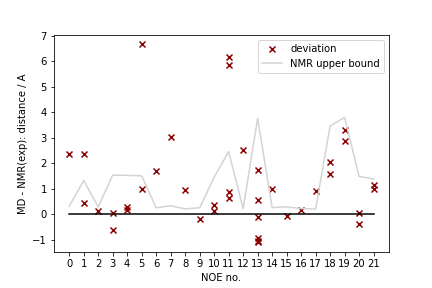 deviation
NMR upper bound
MD - NMR(exp): distance / A
7
6
5
4
3
2
1
0
−1
0 1 2 3 4 5 6 7 8 9 10 11 12 13 14 15 16 17 18 19 20 21
NOE no.